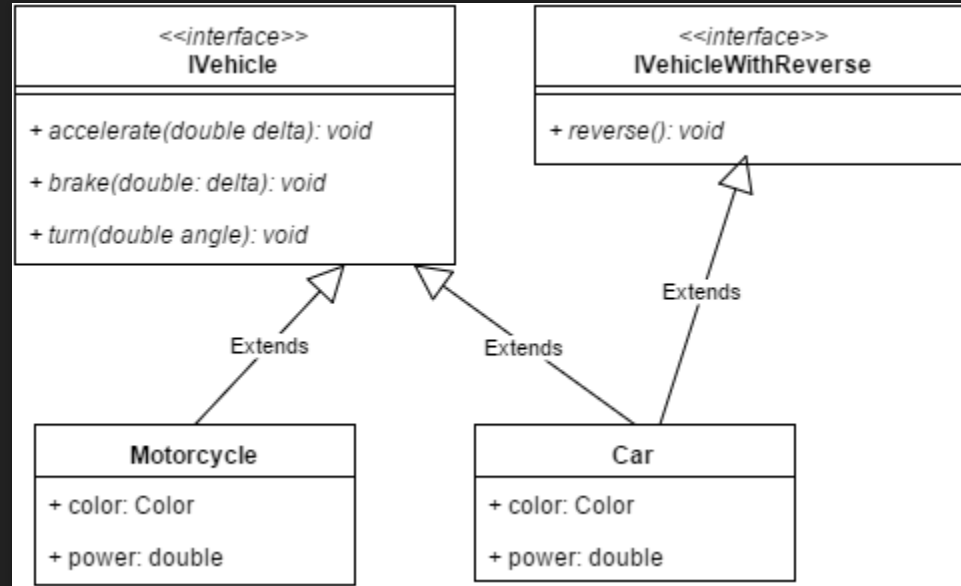 <<interface>>
IVehicle
+ accelerate(double delta): void
+ brake(double: delta): void
+ turn(double angle): void
<<interface>>
IVehicleWithReverse
+ reverse(): void
Extends
Extends
Extends
Motorcycle
+ color: Color
+ power: double
Car
+ color: Color
+ power: double